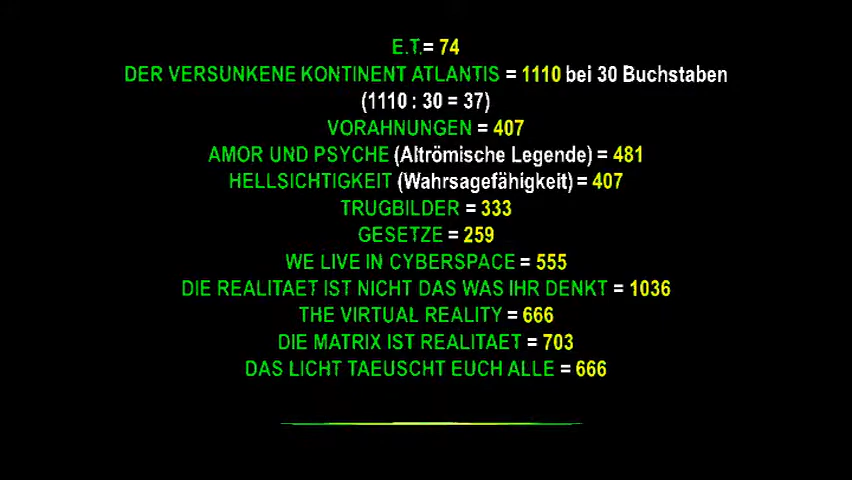 E.T.= 74
DER VERSUNKENE KONTINENT ATLANTIS = 1110 bei 30 Buchstaben
(1110 : 30 = 37)
VORAHNUNGEN = 407
AMOR UND PSYCHE (Altrömische Legende) = 481
HELLSICHTIGKEIT (Wahrsagefähigkeit) = 407
TRUGBILDER = 333
GESETZE = 259
WE LIVE IN CYBERSPACE = 555
DIE REALITAET IST NICHT DAS WAS IHR DENKT = 1036
THE VIRTUAL REALITY = 666
DIE MATRIX IST REALITAET = 703
DAS LICHT TAEUSCHT EUCH ALLE = 666